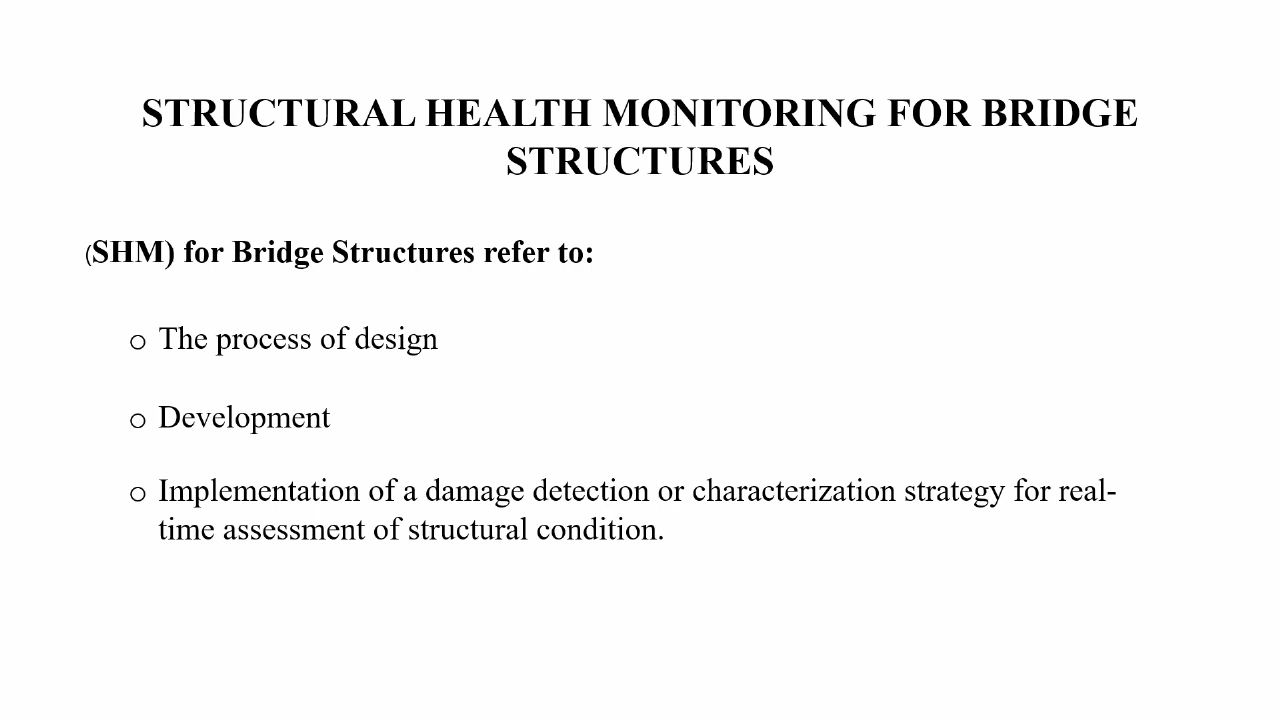 STRUCTURAL HEALTH MONITORING FOR BRIDGE
STRUCTURES
(SHM) for Bridge Structures refer to:
o The process of design
o Development
o Implementation of a damage detection or characterization strategy for real-
time assessment of structural condition.